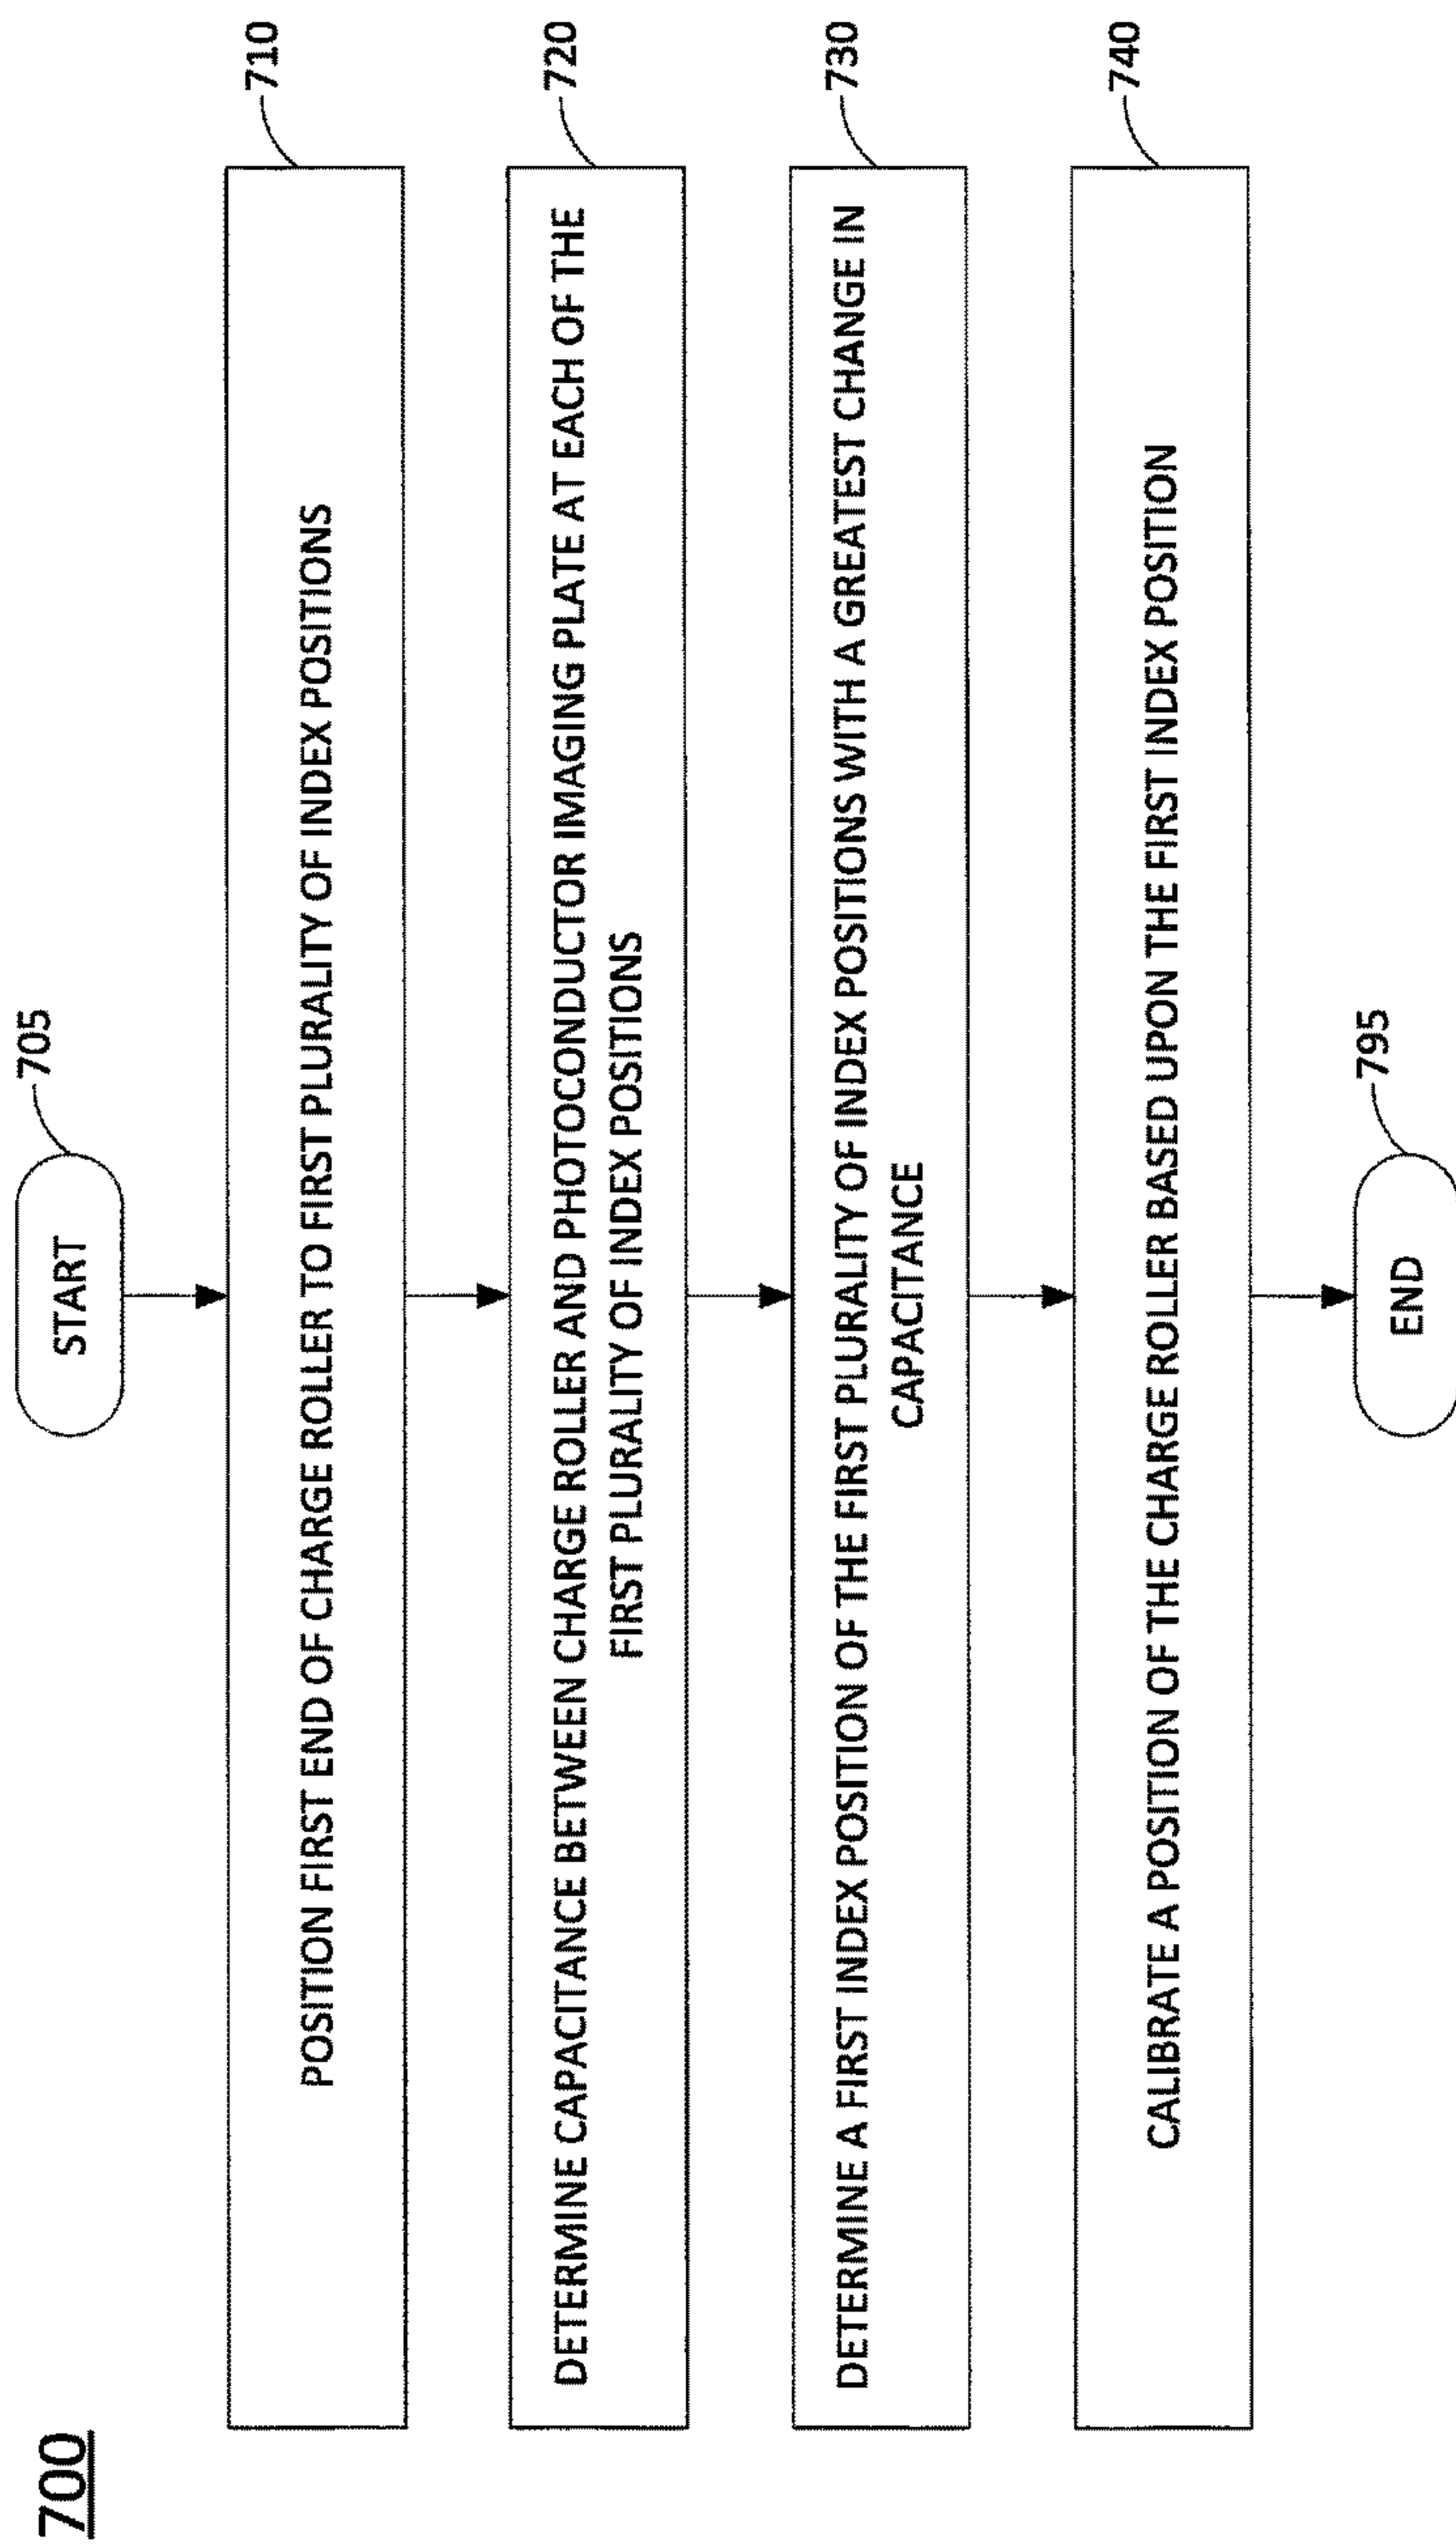 700
START
705
POSITION FIRST END OF CHARGE ROLLER TO FIRST PLURALITY OF INDEX POSITIONS
710
DETERMINE CAPACITANCE BETWEEN CHARGE ROLLER AND PHOTOCONDUCTOR IMAGING PLATE AT EACH OF THE
FIRST PLURALITY OF INDEX POSITIONS
720
DETERMINE A FIRST INDEX POSITION OF THE FIRST PLURALITY OF INDEX POSITIONS WITH A GREATEST CHANGE IN
CAPACITANCE
730
CALIBRATE A POSITION OF THE CHARGE ROLLER BASED UPON THE FIRST INDEX POSITION
740
END
795